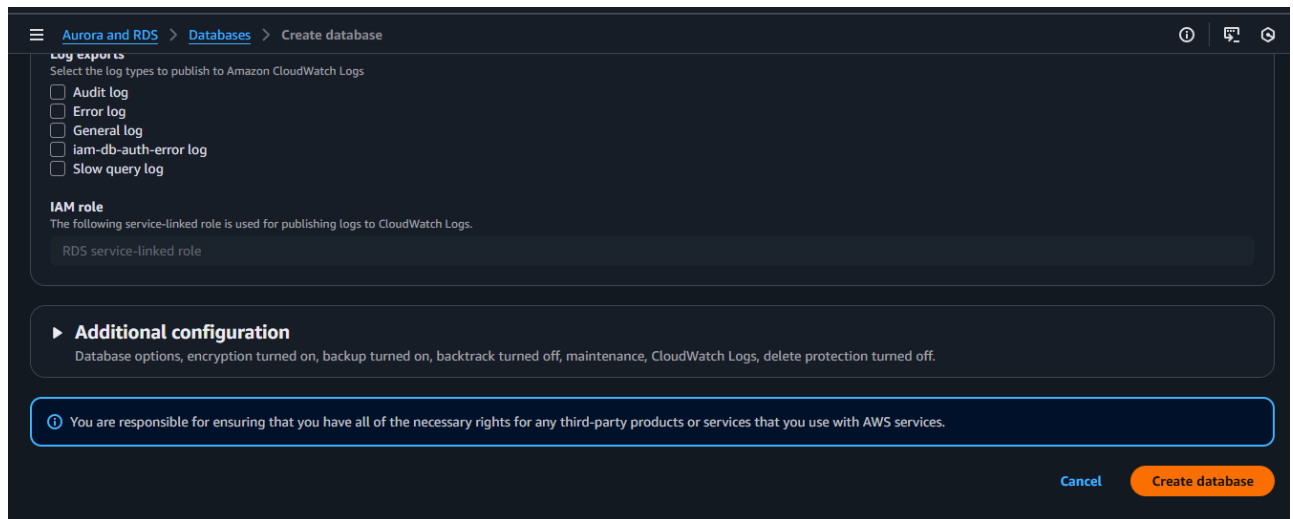 Aurora and RDS > Databases > Create database
Log exports
Select the log types to publish to Amazon CloudWatch Logs
Audit log
Error log
General log
iam-db-auth-error log
Slow query log
IAM role
The following service-linked role is used for publishing logs to CloudWatch Logs.
RDS service-linked role
Additional configuration
Database options, encryption turned on, backup turned on, backtrack turned off, maintenance, CloudWatch Logs, delete protection turned off.
You are responsible for ensuring that you have all of the necessary rights for any third-party products or services that you use with AWS services.
Cancel Create database